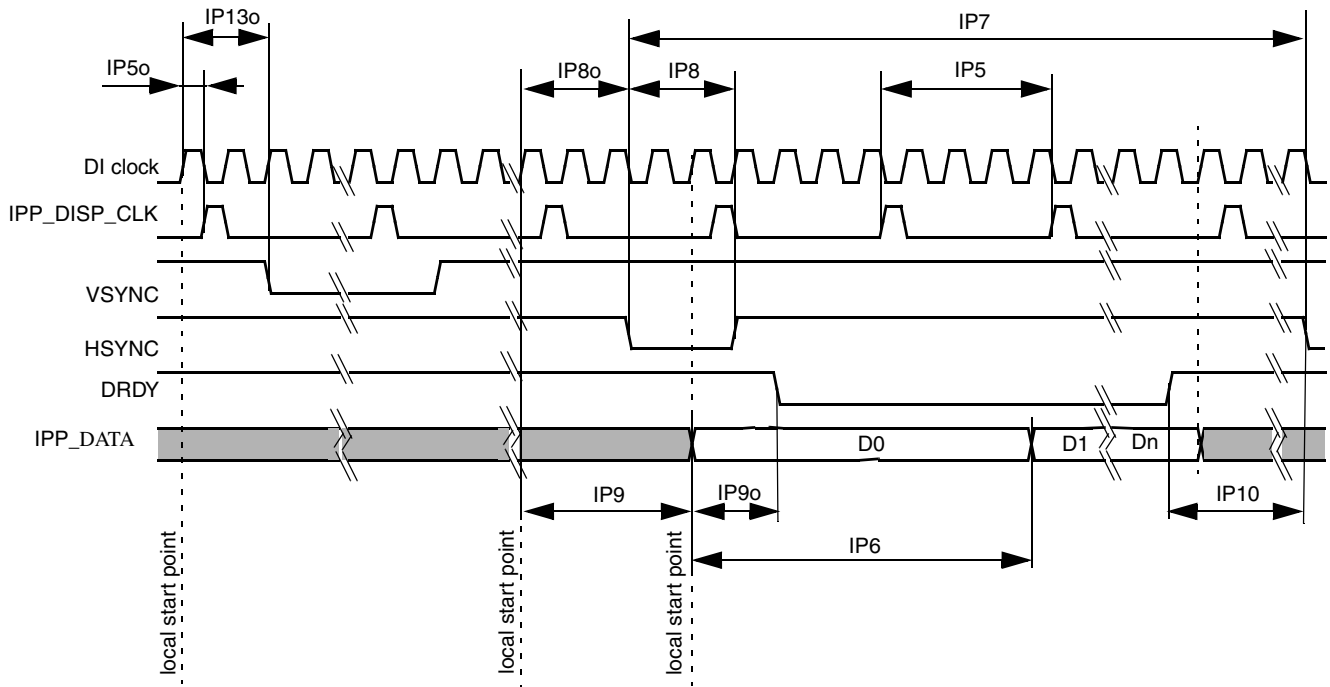 IP13o
IP7
IP5o
IP8o
IP8
IP5
DI clock
IPP_DISP_CLK
VSYNC
HSYNC
DRDY
IPP_DATA
D0
D1
Dn
IP9
IP9o
IP10
IP6
local start point
local start point
local start point